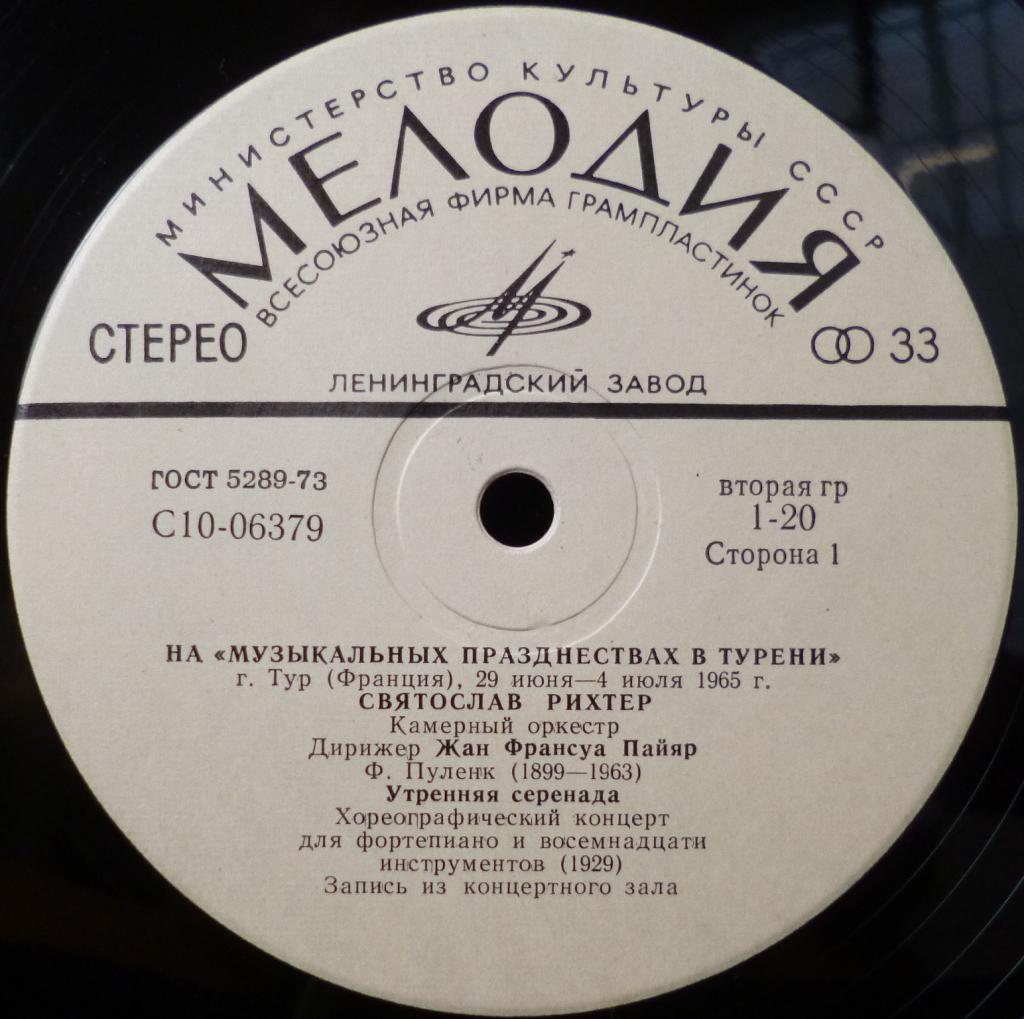 МИНИСТЕРСТВО КУЛЬТУРЫ СССР
МЕЛОДИЯ
ВСЕСОЮЗНАЯ ФИРМА ГРАМПЛАСТИНОК
СТЕРЕО
33
ЛЕНИНГРАДСКИЙ ЗАВОД
ГОСТ 5289-73
С10-06379
вторая гр
1-20
Сторона 1
НА «МУЗЫКАЛЬНЫХ ПРАЗДНЕСТВАХ В ТУРЕНИ»
г. Тур (Франция), 29 июня—4 июля 1965 г.
СВЯТОСЛАВ РИХТЕР
Камерный оркестр
Дирижер Жан Франсуа Пайяр
Ф. Пуленк (1899—1963)
Утренняя серенада
Хореографический концерт
для фортепиано и восемнадцати
инструментов (1929)
Запись из концертного зала